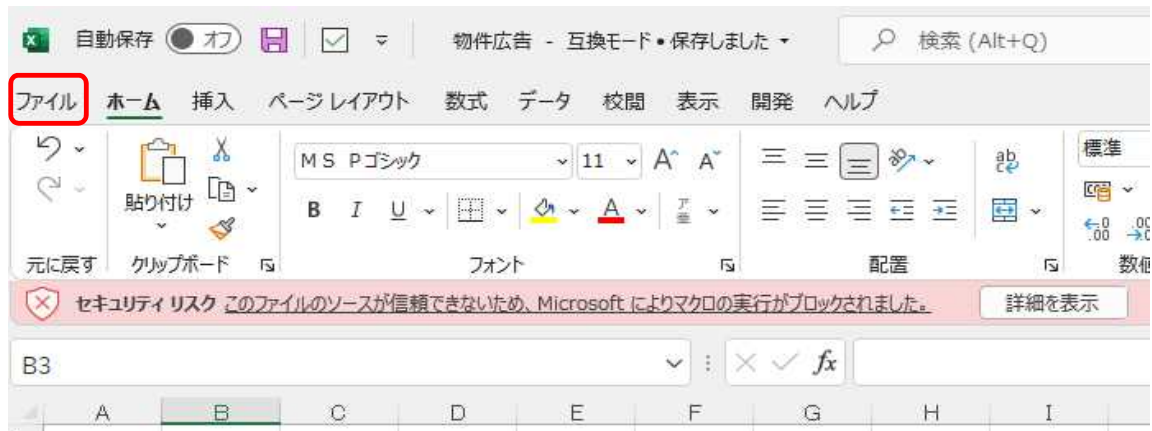 自動保存 オフ 物件広告 - 互換モード • 保存しました 検索 (Alt+Q)
ファイル ホーム 挿入 ページ レイアウト 数式 データ 校閲 表示 開発 ヘルプ
MS Pゴシック 11 A A ab 標準
貼り付け B I U A ア亜
元に戻す クリップボード フォント 配置 数値
セキュリティ リスク このファイルのソースが信頼できないため、Microsoft によりマクロの実行がブロックされました。 詳細を表示
B3 fx
A B C D E F G H I